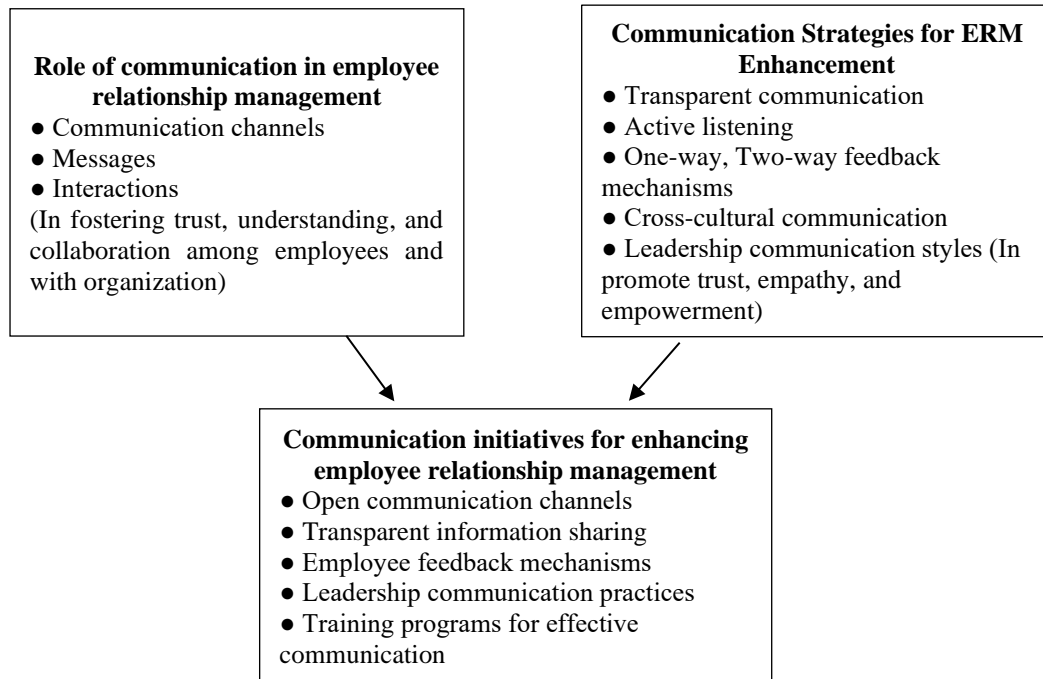 Role of communication in employee
relationship management
● Communication channels
● Messages
● Interactions
(In fostering trust, understanding, and
collaboration among employees and
with organization)
Communication Strategies for ERM
Enhancement
● Transparent communication
● Active listening
● One-way, Two-way feedback
mechanisms
● Cross-cultural communication
● Leadership communication styles (In
promote trust, empathy, and
empowerment)
Communication initiatives for enhancing
employee relationship management
● Open communication channels
● Transparent information sharing
● Employee feedback mechanisms
● Leadership communication practices
● Training programs for effective
communication